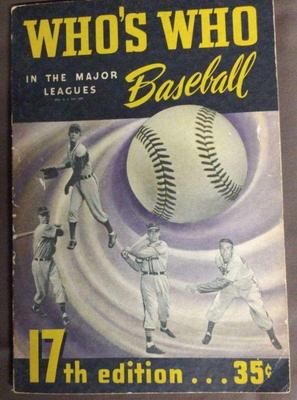 WHO'S WHO
IN THE MAJOR
LEAGUES
Baseball
17th edition...35¢